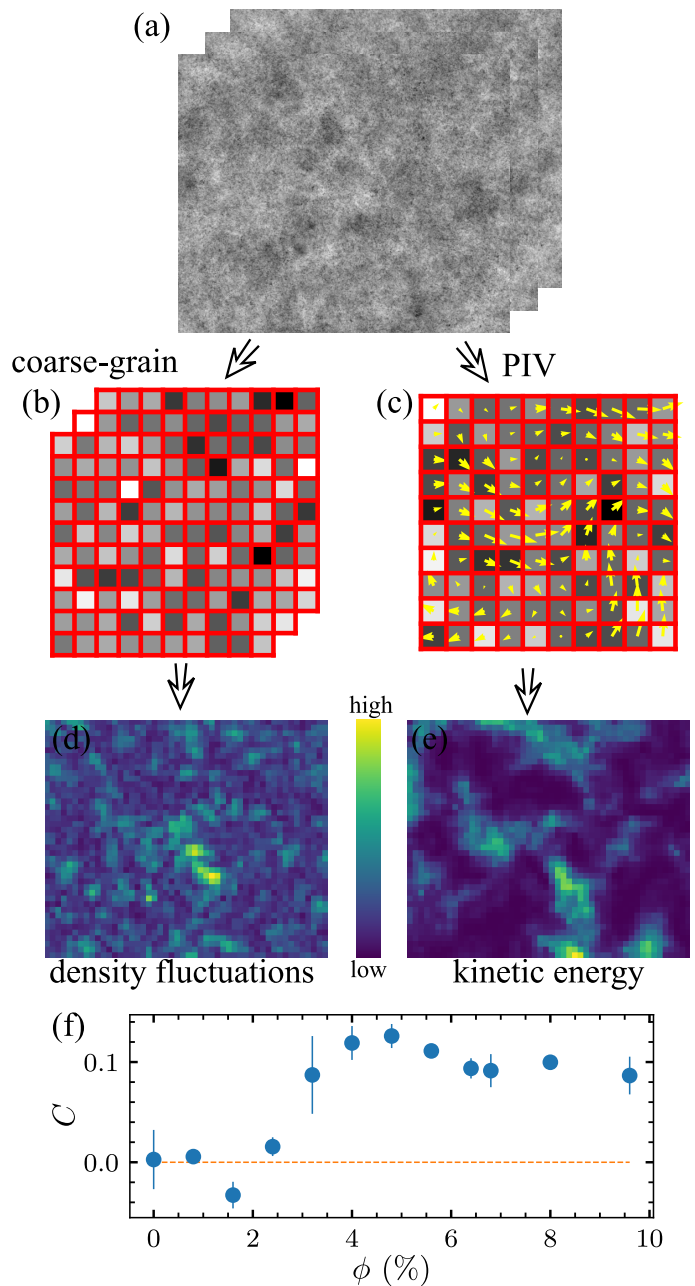 (a)
coarse-grain
PIV
(b)
(c)
high
(d)
(e)
low
density fluctuations
kinetic energy
(f)
C
0.1
0.0
0 2 4 6 8 10
ϕ (%)